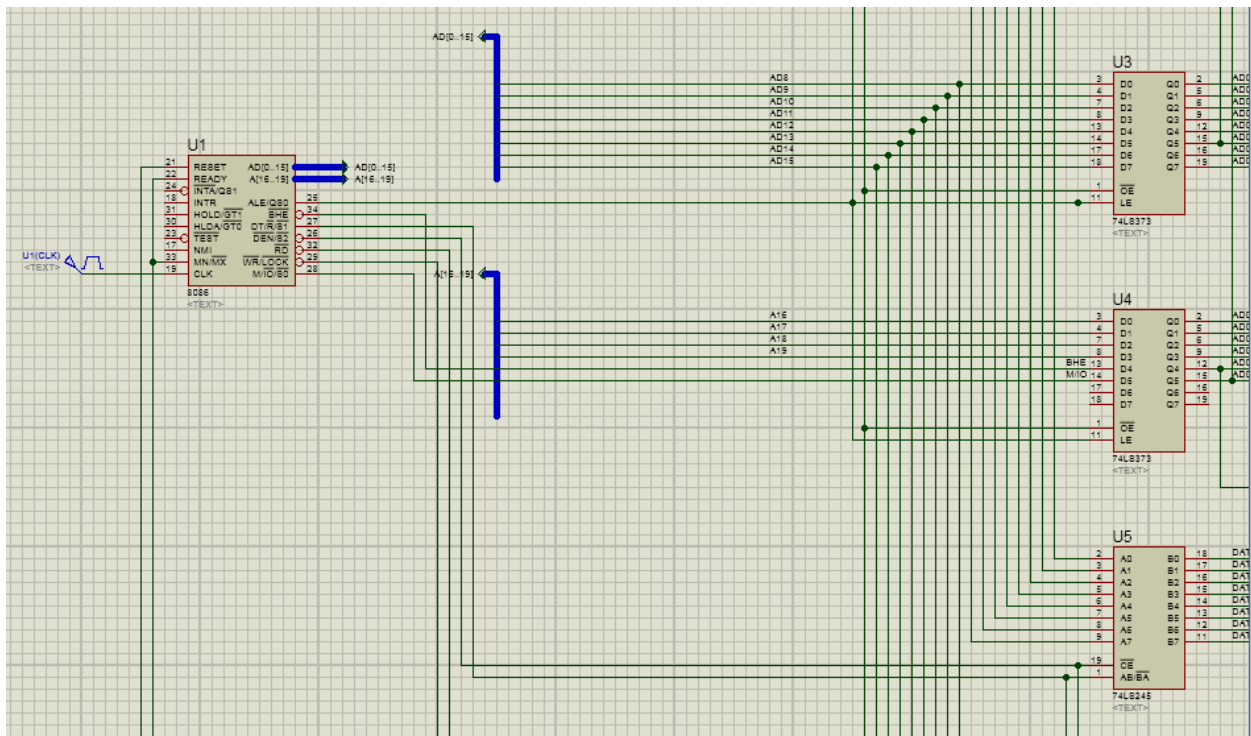 AD[0..15]
AD8
AD9
AD10
AD11
AD12
AD13
AD14
AD15
U3
3 D0 Q0 2
4 D1 Q1 5
7 D2 Q2 6
8 D3 Q3 9
13 D4 Q4 12
14 D5 Q5 15
17 D6 Q6 16
18 D7 Q7 19
1 OE
11 LE
74LS373
<TEXT>
U1
21 RESET AD[0..15] AD[0..15]
22 READY A[16..19] A[16..19]
24 INTA/QS1
18 INTR ALE/QS0 25
31 HOLD/GT1 BHE 34
30 HLDA/GT0 DT/R/S1 27
23 TEST DEN/S2 26
17 NMI RD 32
33 MN/MX WR/LOCK 29
19 CLK M/IO/S0 28
8086
<TEXT>
U1(CLK)
<TEXT>
A[16..19]
A16
A17
A18
A19
BHE
M/IO
U4
3 D0 Q0 2
4 D1 Q1 5
7 D2 Q2 6
8 D3 Q3 9
13 D4 Q4 12
14 D5 Q5 15
17 D6 Q6 16
18 D7 Q7 19
1 OE
11 LE
74LS373
<TEXT>
U5
2 A0 B0 18
3 A1 B1 17
4 A2 B2 16
5 A3 B3 15
6 A4 B4 14
7 A5 B5 13
8 A6 B6 12
9 A7 B7 11
19 CE
1 AB/BA
74LS245
<TEXT>